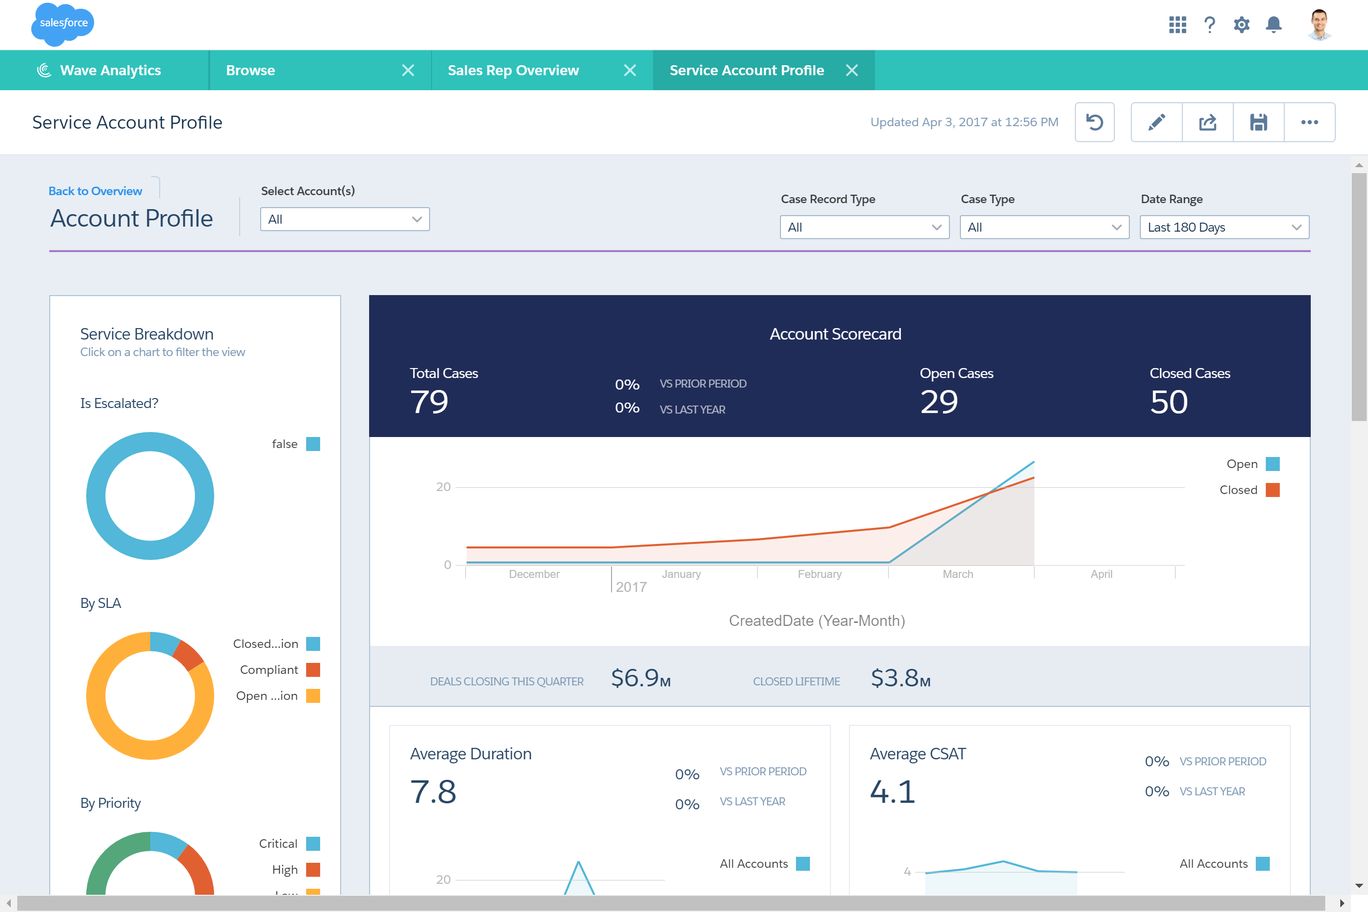 salesforce
?
Wave Analytics
Browse
Sales Rep Overview
Service Account Profile
Service Account Profile
Updated Apr 3, 2017 at 12:56 PM
Back to Overview
Account Profile
Select Account(s)
All
Case Record Type
All
Case Type
All
Date Range
Last 180 Days
Service Breakdown
Click on a chart to filter the view
Is Escalated?
false
By SLA
Closed...ion
Compliant
Open ...ion
By Priority
Critical
High
Account Scorecard
Total Cases
79
0% VS PRIOR PERIOD
0% VS LAST YEAR
Open Cases
29
Closed Cases
50
Open
Closed
20
0
December January February March April
2017
CreatedDate (Year-Month)
DEALS CLOSING THIS QUARTER $6.9M CLOSED LIFETIME $3.8M
Average Duration
7.8
0% VS PRIOR PERIOD
0% VS LAST YEAR
All Accounts
20
Average CSAT
4.1
0% VS PRIOR PERIOD
0% VS LAST YEAR
All Accounts
4